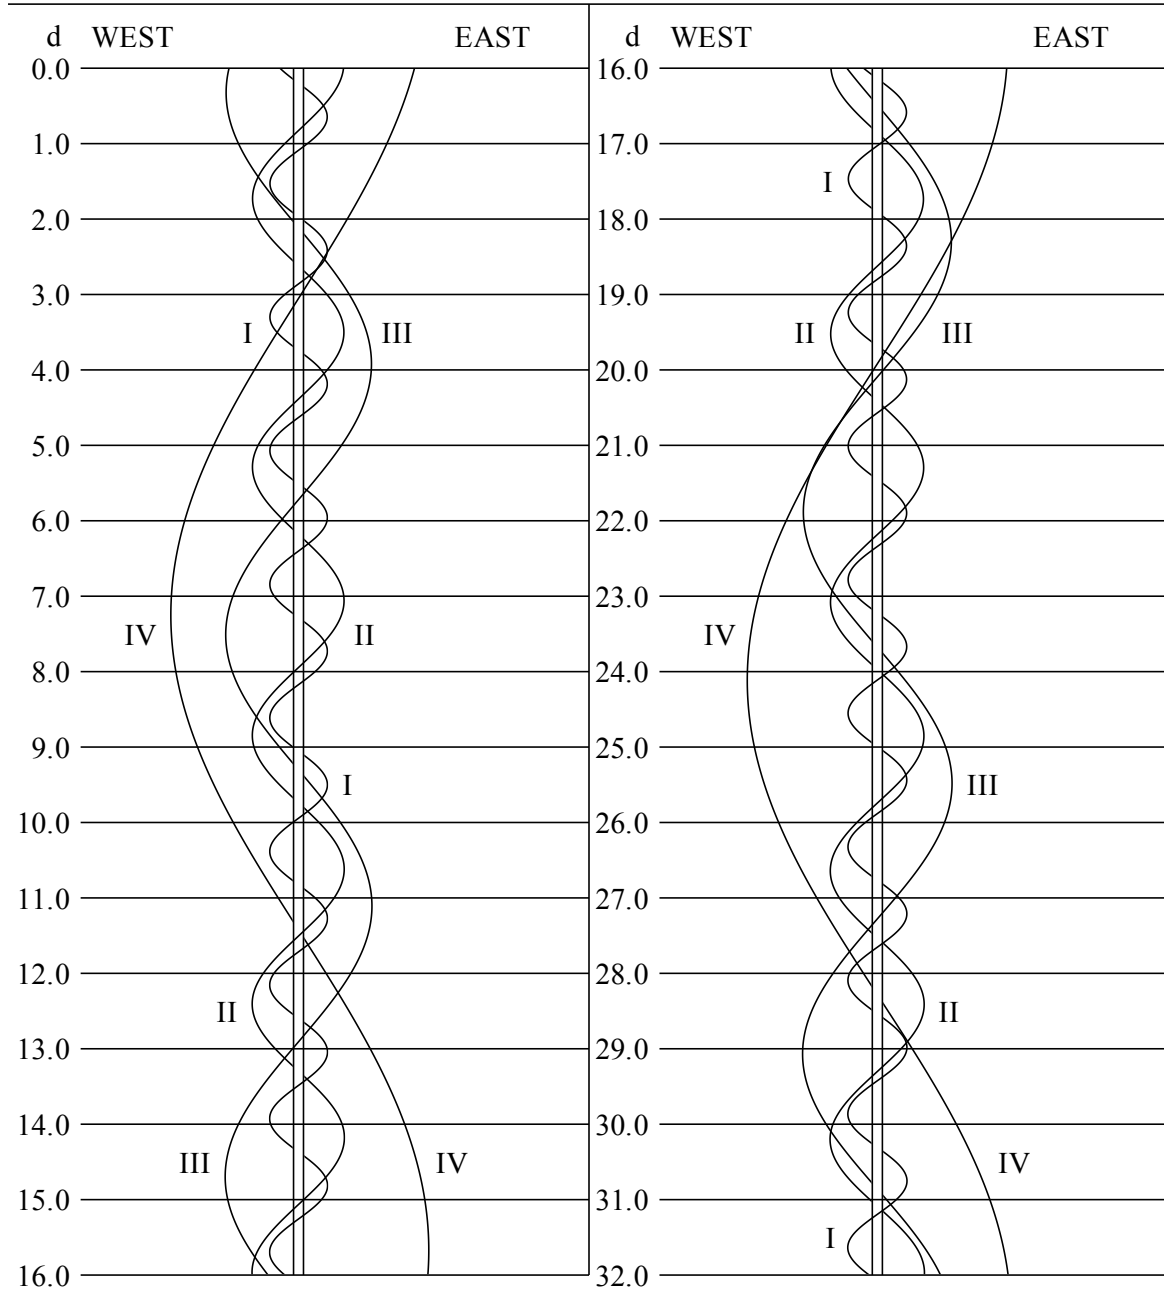 d WEST EAST d WEST EAST
0.0 16.0
1.0 17.0
I
2.0 18.0
3.0 19.0
I III II III
4.0 20.0
5.0 21.0
6.0 22.0
7.0 23.0
IV II IV
8.0 24.0
9.0 25.0
I III
10.0 26.0
11.0 27.0
12.0 28.0
II II
13.0 29.0
14.0 30.0
III IV IV
15.0 31.0
I
16.0 32.0